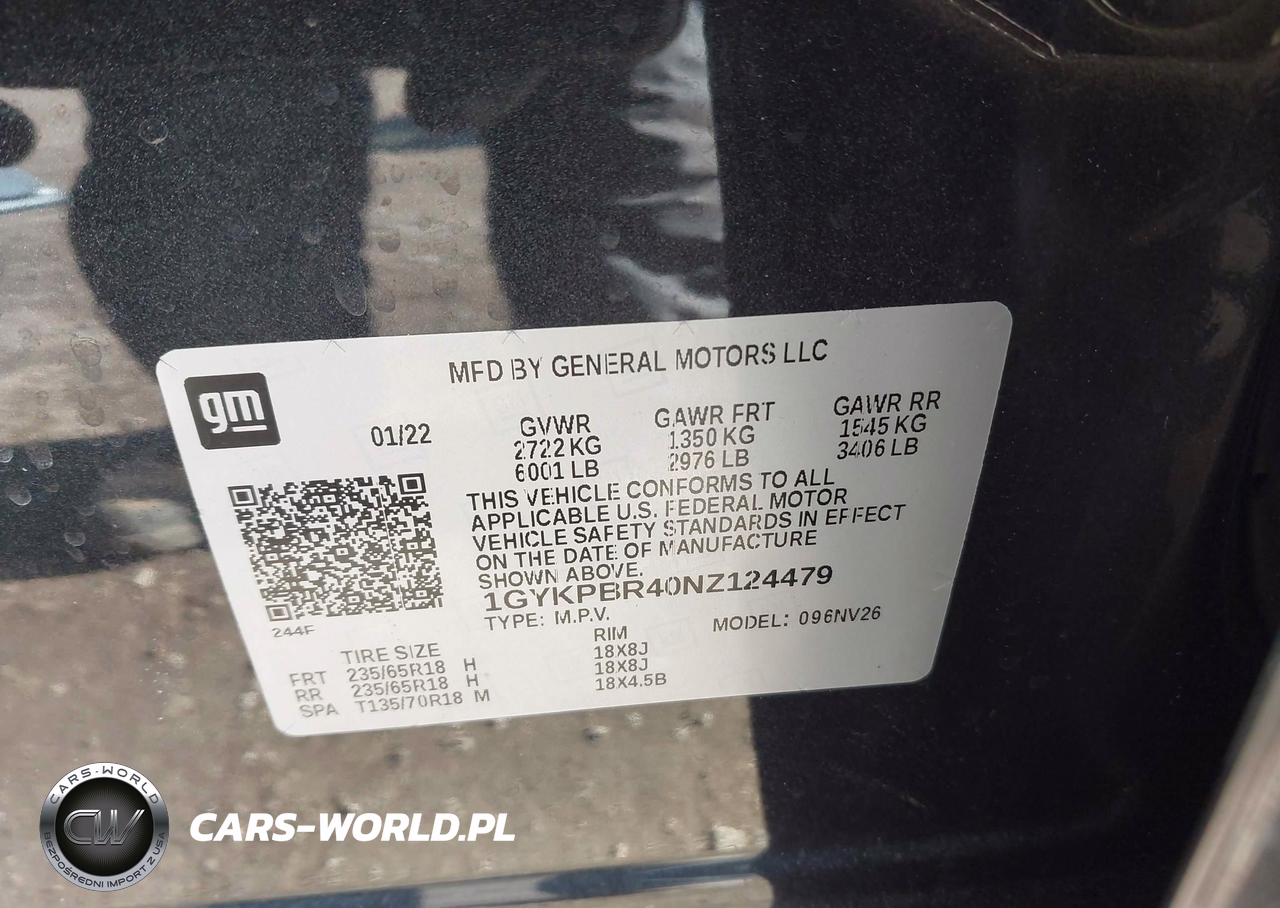 MFD BY GENERAL MOTORS LLC
gm
01/22
GVWR GAWR FRT GAWR RR
2722 KG 1350 KG 1545 KG
6001 LB 2976 LB 3406 LB
THIS VEHICLE CONFORMS TO ALL
APPLICABLE U.S. FEDERAL MOTOR
VEHICLE SAFETY STANDARDS IN EFFECT
ON THE DATE OF MANUFACTURE
SHOWN ABOVE.
1GYKPBR40NZ124479
TYPE: M.P.V. MODEL: 096NV26
244F
TIRE SIZE RIM
FRT 235/65R18 H 18X8J
RR 235/65R18 H 18X8J
SPA T135/70R18 M 18X4.5B
CARS-WORLD
CW
BEZPOŚREDNI IMPORT Z USA
CARS-WORLD.PL